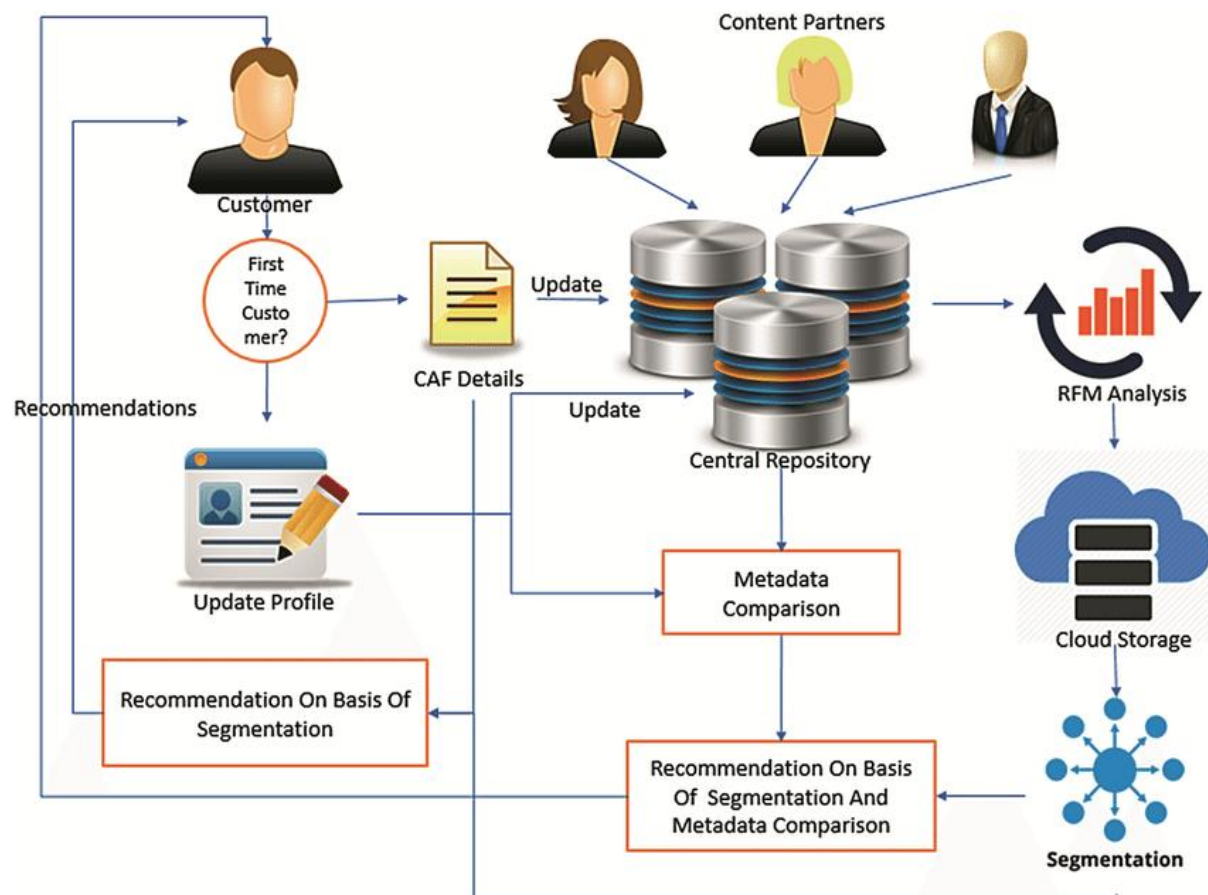 Content Partners
Customer
First
Time
Custo
mer?
Update
CAF Details
RFM Analysis
Recommendations
Update
Central Repository
Metadata
Comparison
Update Profile
Cloud Storage
Recommendation On Basis Of
Segmentation
Recommendation On Basis
Of Segmentation And
Metadata Comparison
Segmentation